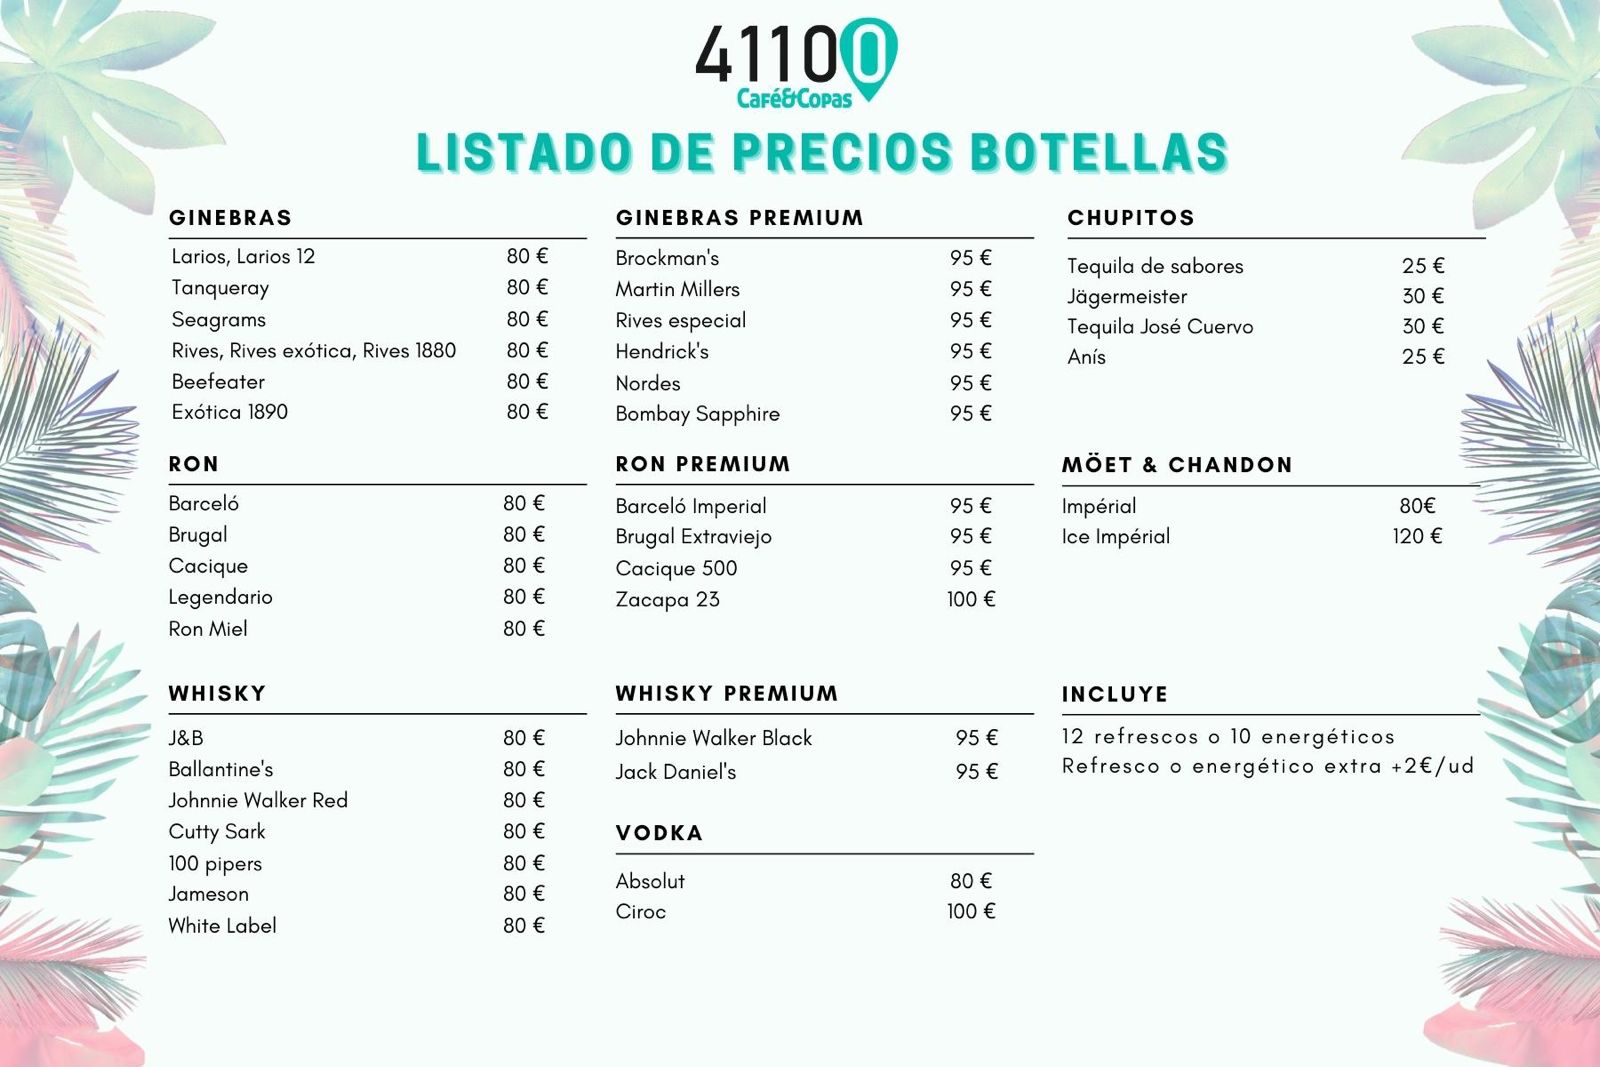 41100
Café&Copas
LISTADO DE PRECIOS BOTELLAS
GINEBRAS
Larios, Larios 12 80 €
Tanqueray 80 €
Seagrams 80 €
Rives, Rives exótica, Rives 1880 80 €
Beefeater 80 €
Exótica 1890 80 €
RON
Barceló 80 €
Brugal 80 €
Cacique 80 €
Legendario 80 €
Ron Miel 80 €
WHISKY
J&B 80 €
Ballantine's 80 €
Johnnie Walker Red 80 €
Cutty Sark 80 €
100 pipers 80 €
Jameson 80 €
White Label 80 €
GINEBRAS PREMIUM
Brockman's 95 €
Martin Millers 95 €
Rives especial 95 €
Hendrick's 95 €
Nordes 95 €
Bombay Sapphire 95 €
RON PREMIUM
Barceló Imperial 95 €
Brugal Extraviejo 95 €
Cacique 500 95 €
Zacapa 23 100 €
WHISKY PREMIUM
Johnnie Walker Black 95 €
Jack Daniel's 95 €
VODKA
Absolut 80 €
Ciroc 100 €
CHUPITOS
Tequila de sabores 25 €
Jägermeister 30 €
Tequila José Cuervo 30 €
Anís 25 €
MÖET & CHANDON
Impérial 80€
Ice Impérial 120 €
INCLUYE
12 refrescos o 10 energéticos
Refresco o energético extra +2€/ud